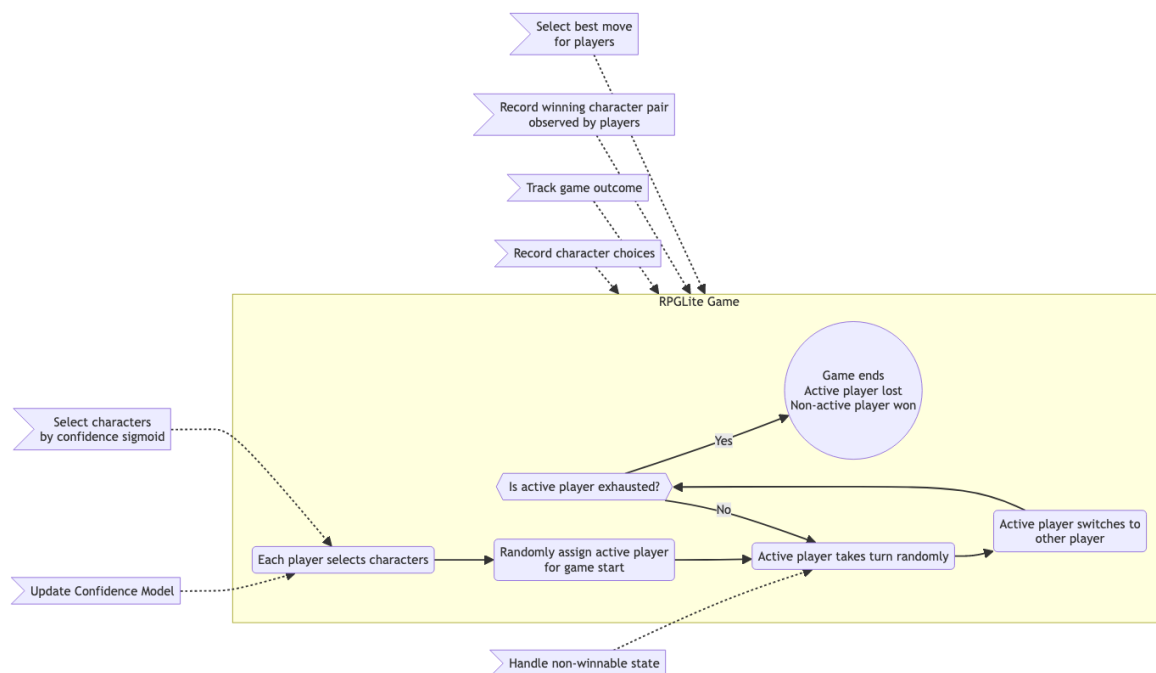 Select best move
for players
Record winning character pair
observed by players
Track game outcome
Record character choices
RPGLite Game
Game ends
Active player lost
Non-active player won
Select characters
by confidence sigmoid
Yes
Is active player exhausted?
No
Active player switches to
other player
Each player selects characters
Randomly assign active player
for game start
Active player takes turn randomly
Update Confidence Model
Handle non-winnable state